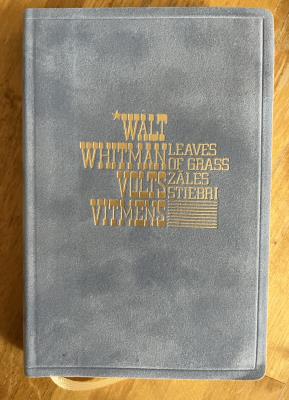 *WALT
WHITMAN
VOLTS
VITMENS
LEAVES
OF GRASS
ZĀLES
STIEBRI